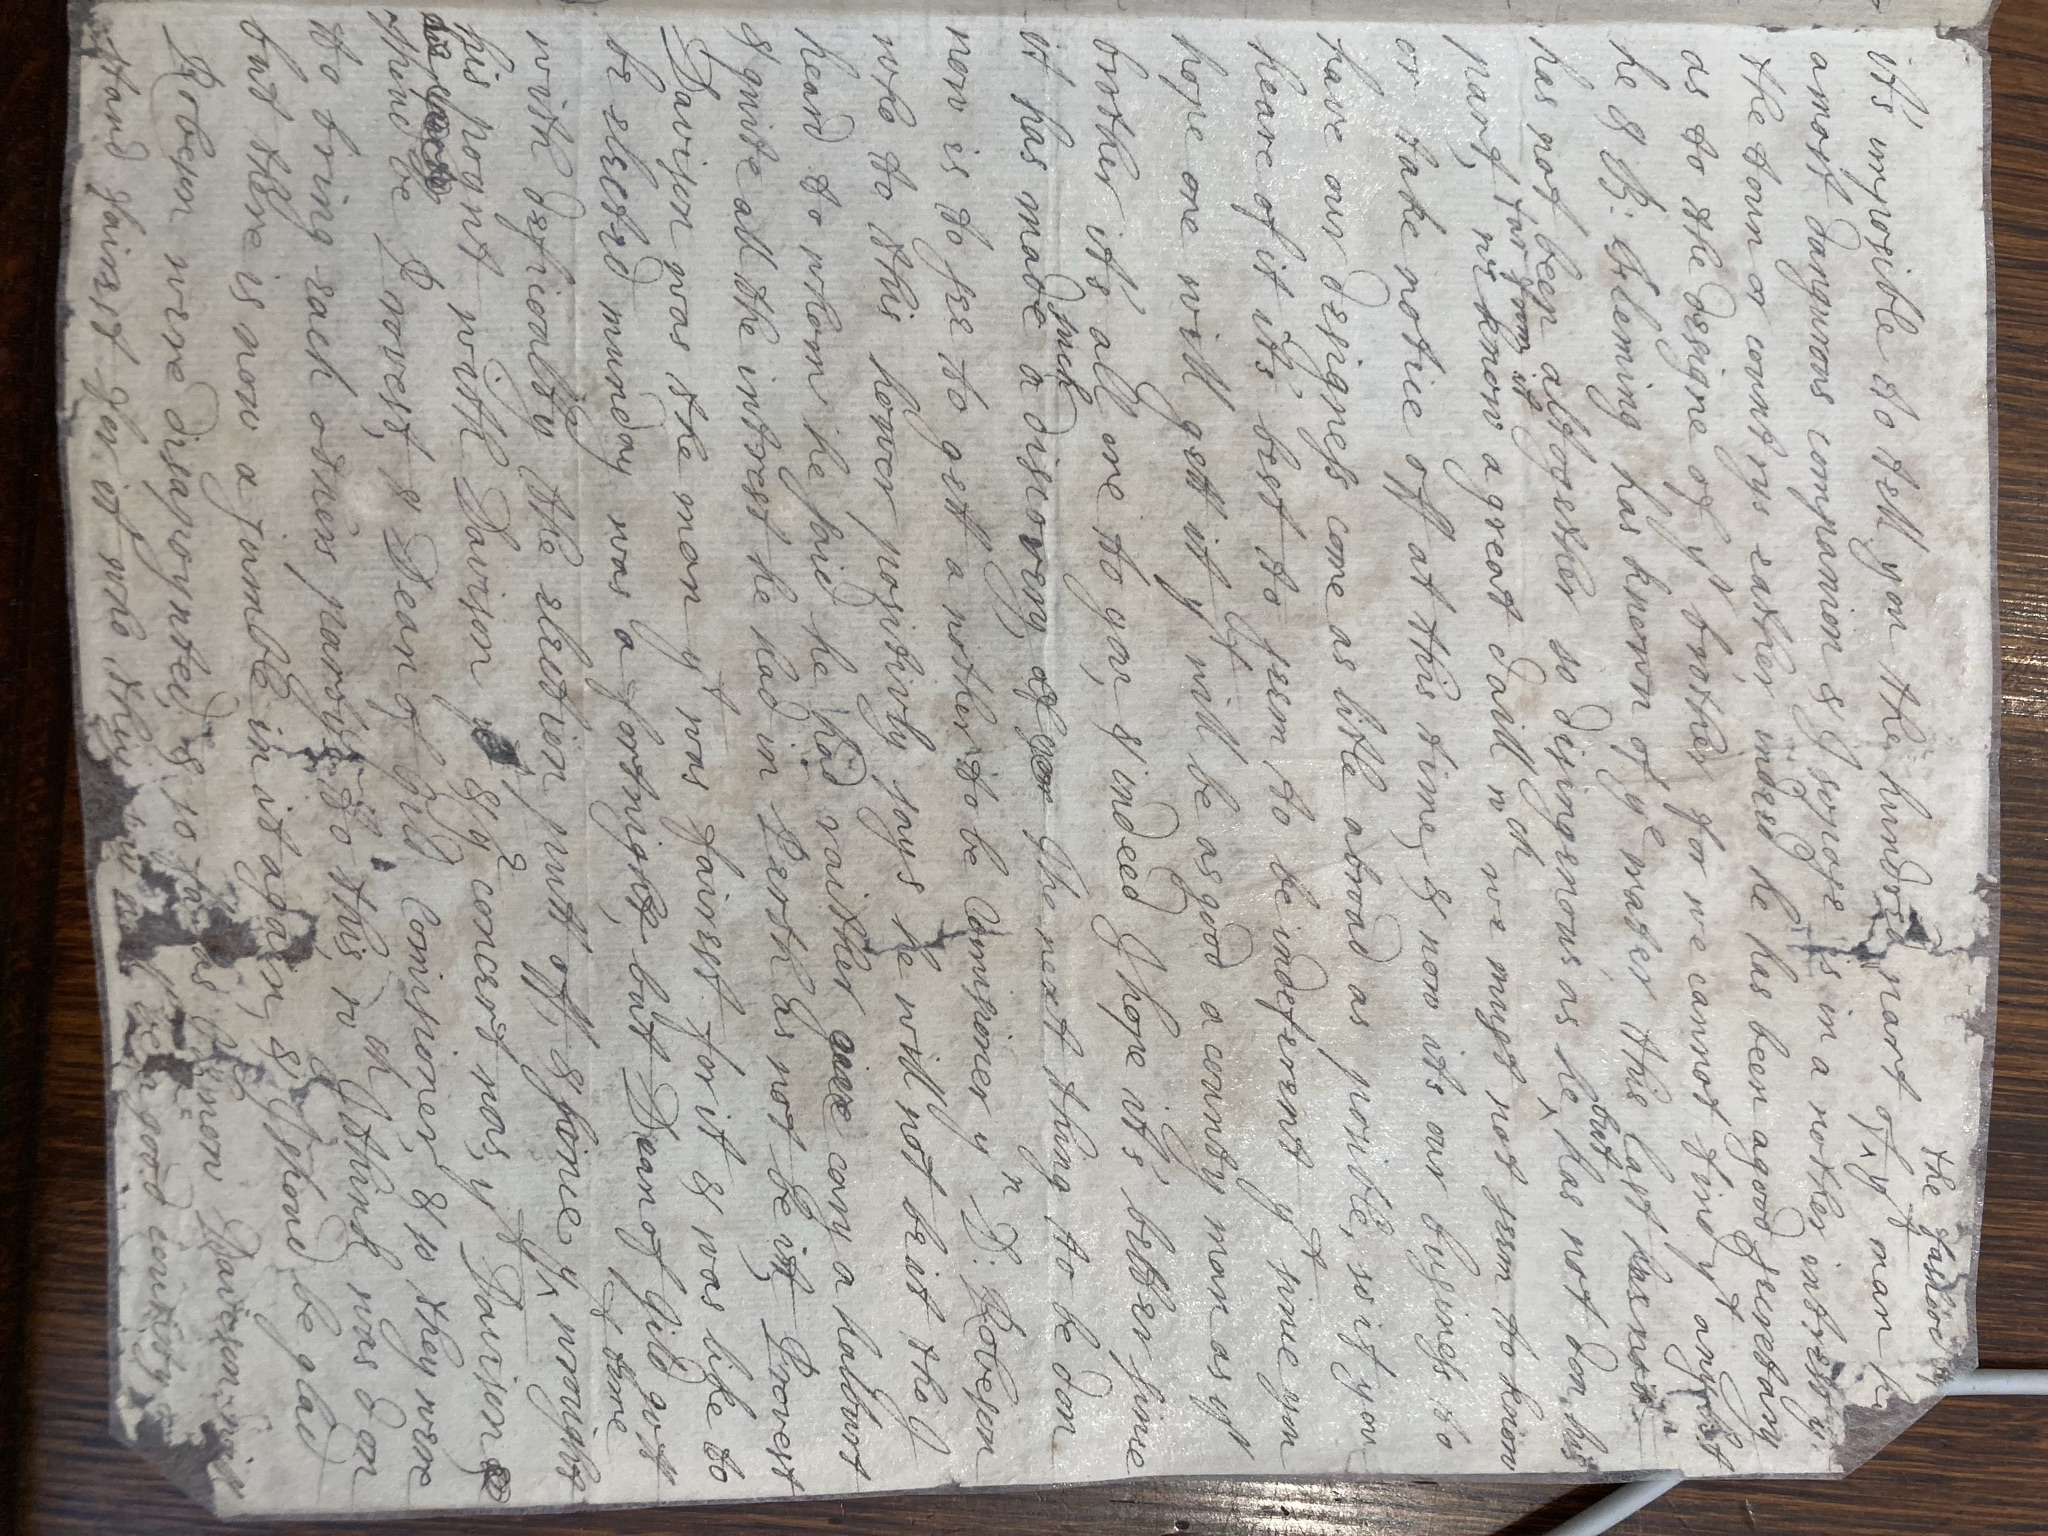 the fashood
it's imposible to tell you the hundred part of ^ yt man he
a most dangurous companion & I sopose is in a nother intrest yn
the toun or countrys eather, indeed he has been a good secretary
as to the designe of yr brother for we cannot find yt any but
he & R: Fleming has known of ye mater, this last has not
but
has not been altogether so disingenous as he ^ has not don his
far from it
part, we know a great daill wch we must not seem to know
or take notice off at this time, & now its our business to
have our designess come as litle abroad as posible, so if you
heare of it it's best to seem to be indeferent yt since you
hope one will gett it yt will be as good a county man as yr
brother it's all one to you, & indeed I hope it's better since
such
it has made a discovery, of yor The next thing to be don
now is to see to gett a nother to be Comisioner yn D: Robeson
who to this hower positivly says he will not be it tho I
heard to whom he said he had raither give cary a halburt
& quite all the intrest he had in Perth as not be itt, Provest
Davison was the man yt was fairest for it & was like to
be elected munday was a fortnight, but Dean of Gild gott
time
with deficualty the election putt off, & since yt ^ wrought
his poynt with Davison & ye concert was, yt Davison
shoud be Provest, & Dean of Gild Comisioner, & so they were
to bring each others partys to this, wch I think was don
but there is now a jumble in it again, & I shoud be glad
Robeson were disapoynted, & so far as I know Davison will
stand fairest for it who they say will be a good county